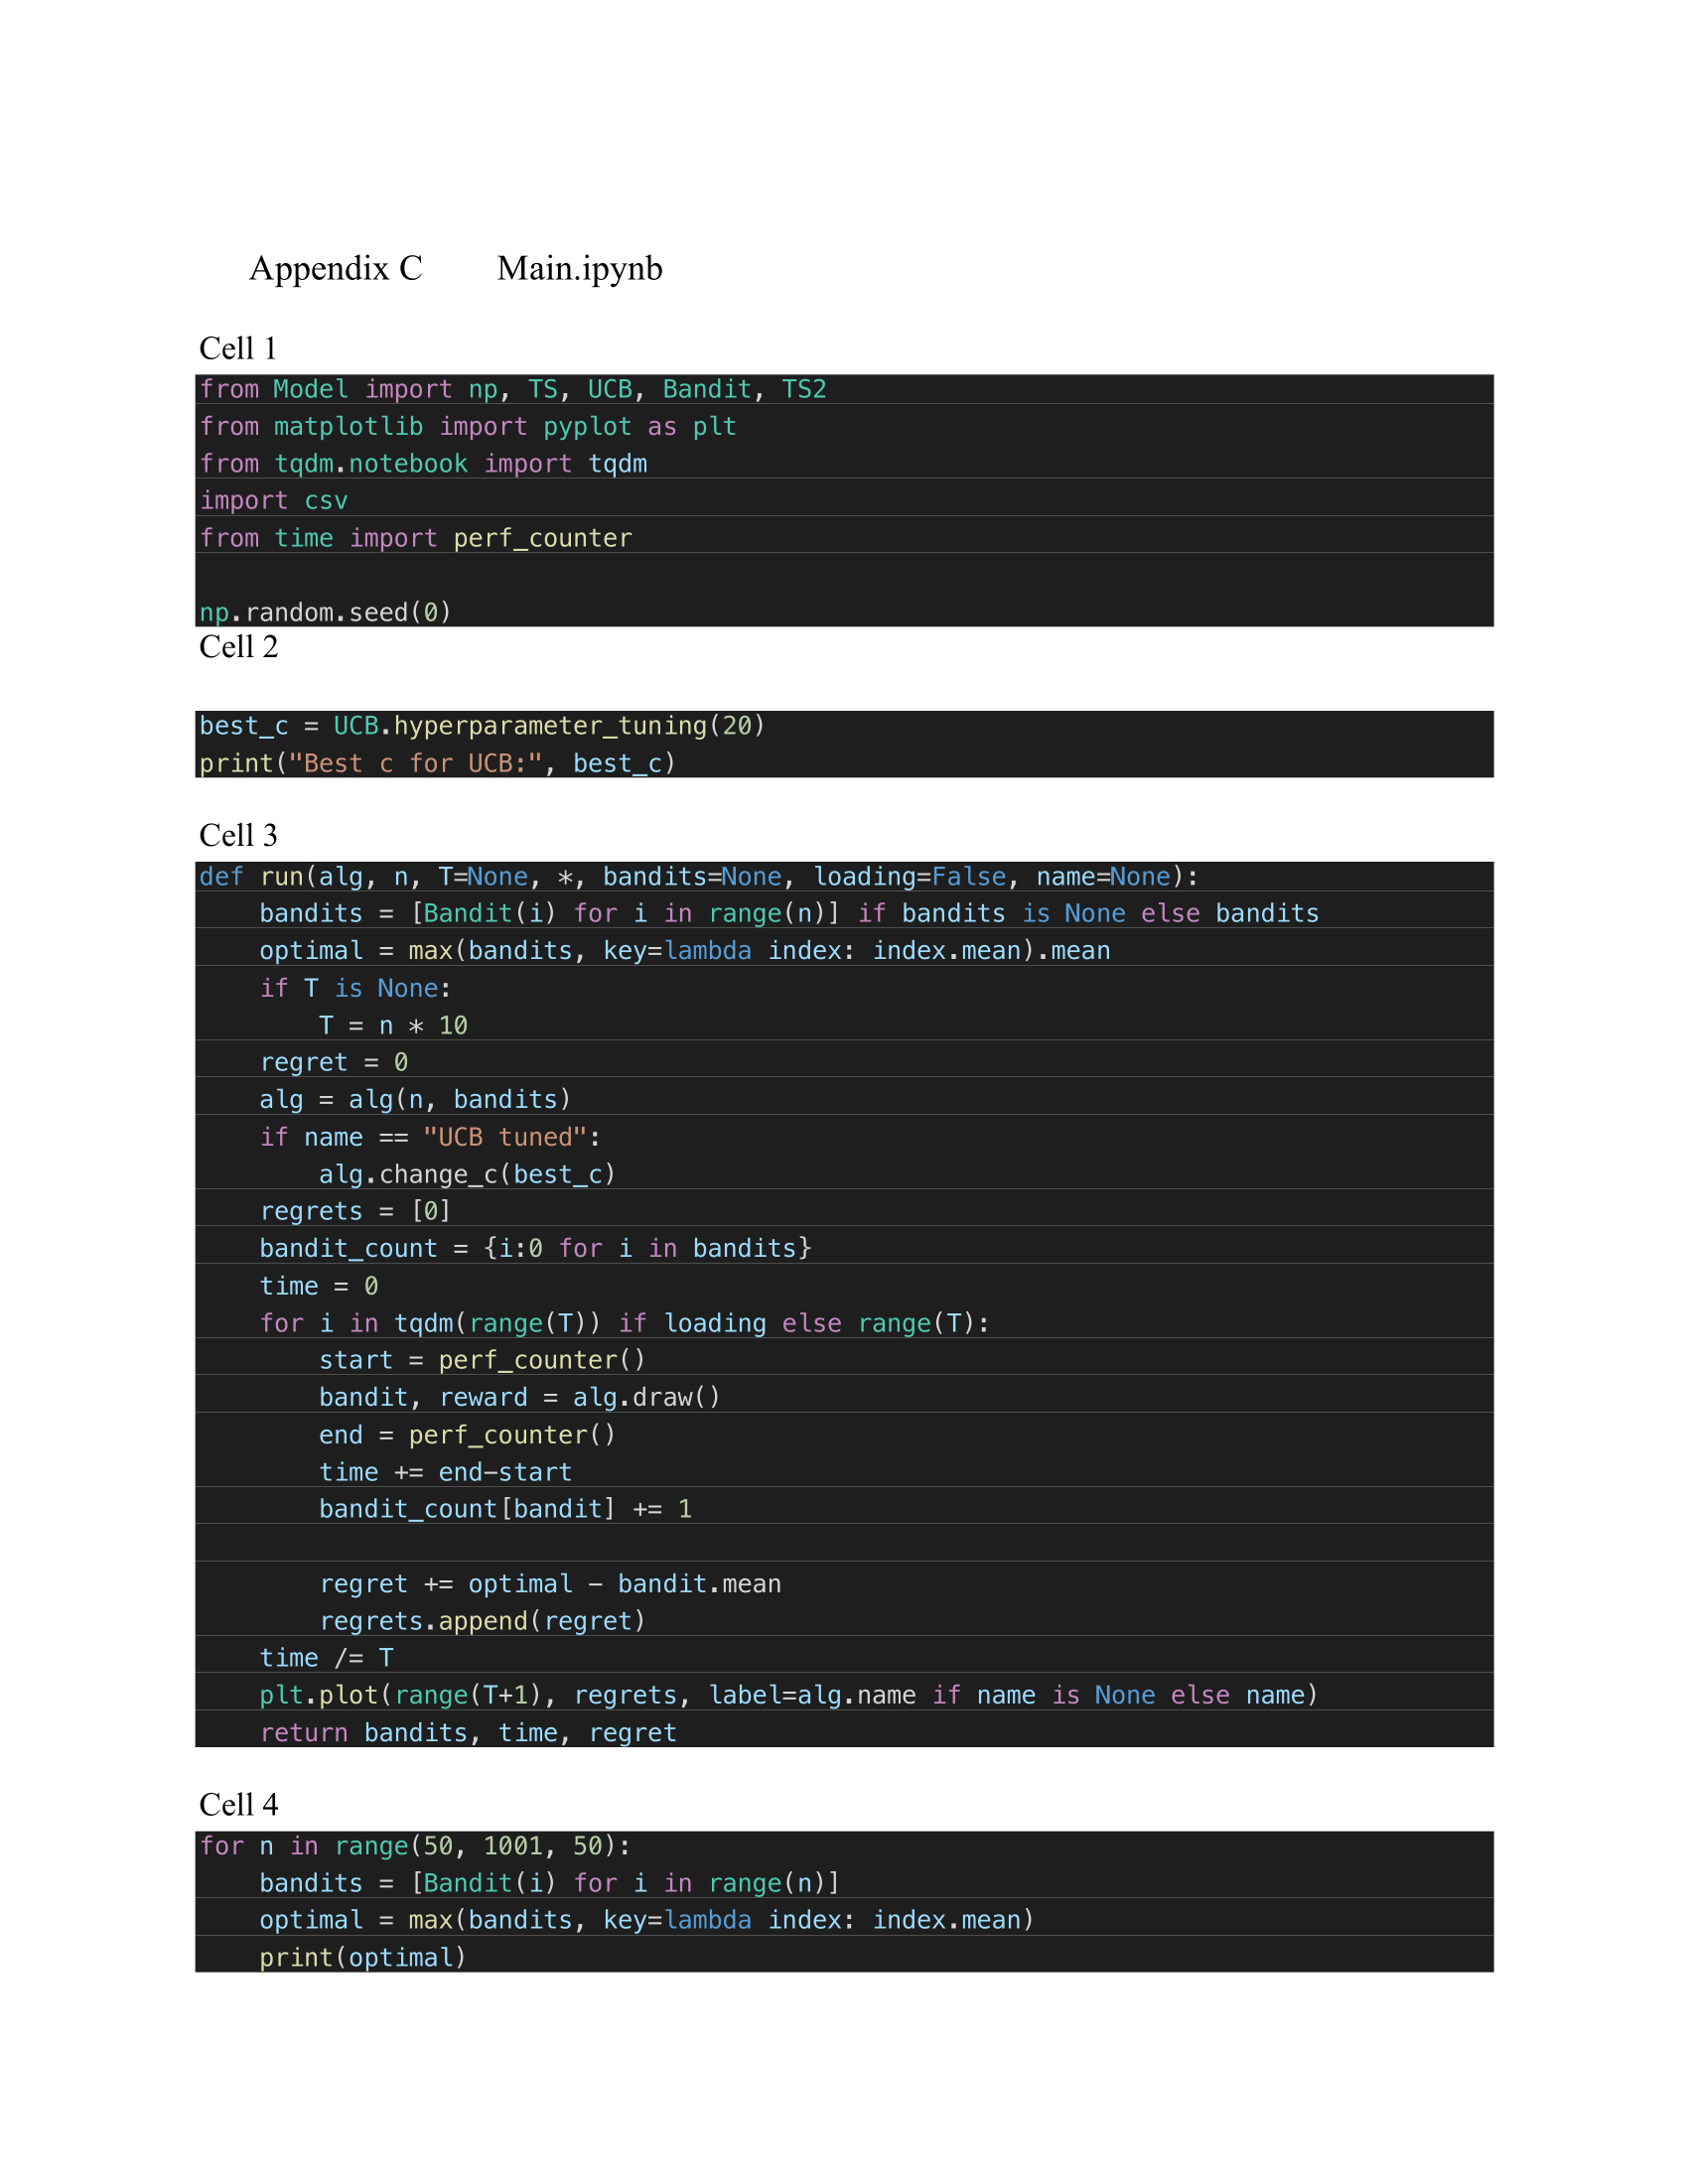 Appendix C Main.ipynb
Cell 1
from Model import np, TS, UCB, Bandit, TS2
from matplotlib import pyplot as plt
from tqdm.notebook import tqdm
import csv
from time import perf_counter
np.random.seed(0)
Cell 2
best_c = UCB.hyperparameter_tuning(20)
print("Best c for UCB:", best_c)
Cell 3
def run(alg, n, T=None, *, bandits=None, loading=False, name=None):
    bandits = [Bandit(i) for i in range(n)] if bandits is None else bandits
    optimal = max(bandits, key=lambda index: index.mean).mean
    if T is None:
        T = n * 10
    regret = 0
    alg = alg(n, bandits)
    if name == "UCB tuned":
        alg.change_c(best_c)
    regrets = [0]
    bandit_count = {i:0 for i in bandits}
    time = 0
    for i in tqdm(range(T)) if loading else range(T):
        start = perf_counter()
        bandit, reward = alg.draw()
        end = perf_counter()
        time += end-start
        bandit_count[bandit] += 1
        regret += optimal - bandit.mean
        regrets.append(regret)
    time /= T
    plt.plot(range(T+1), regrets, label=alg.name if name is None else name)
    return bandits, time, regret
Cell 4
for n in range(50, 1001, 50):
    bandits = [Bandit(i) for i in range(n)]
    optimal = max(bandits, key=lambda index: index.mean)
    print(optimal)